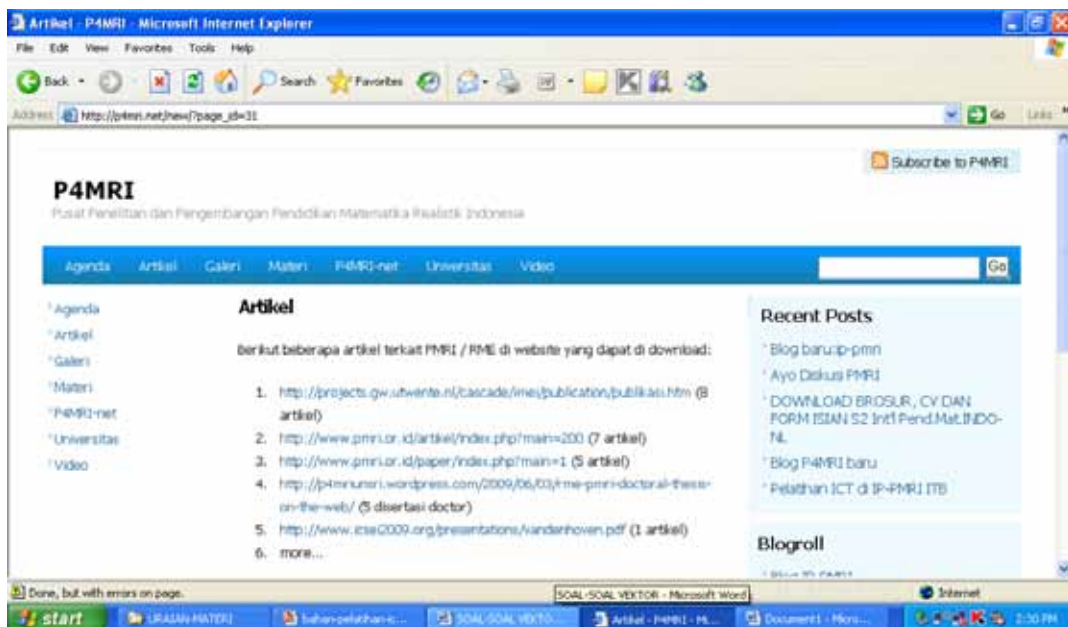 Artikel - P4MRI - Microsoft Internet Explorer
File Edit View Favorites Tools Help
Back Search Favorites
Address http://p4mri.net/new/?page_id=31 Go Links
Subscribe to P4MRI
P4MRI
Pusat Penelitian dan Pengembangan Pendidikan Matematika Realistik Indonesia
Agenda Artikel Galeri Materi P4MRI-net Universitas Video Go
Agenda
Artikel
Galeri
Materi
P4MRI-net
Universitas
Video
Artikel
Berikut beberapa artikel terkait PMRI / RME di website yang dapat di download:
1. http://projects.gw.utwente.nl/cascade/imei/publication/publikasi.htm (8
artikel)
2. http://www.pmri.or.id/artikel/index.php?main=200 (7 artikel)
3. http://www.pmri.or.id/paper/index.php?main=1 (5 artikel)
4. http://p4mriunsri.wordpress.com/2009/06/03/rme-pmri-doctoral-thesis-
on-the-web/ (5 disertasi doctor)
5. http://www.icsei2009.org/presentations/vandenhoven.pdf (1 artikel)
6. more...
Recent Posts
Blog baru:ip-pmri
Ayo Diskusi PMRI
DOWNLOAD BROSUR, CV DAN
FORM ISIAN S2 Int'l Pend.Mat.INDO-
NL
Blog P4MRI baru
Pelatihan ICT di IP-PMRI ITB
Blogroll
Done, but with errors on page.
SOAL-SOAL VEKTOR - Microsoft Word
Internet
start URAIAN MATERI bahan-pelatihan-ic... SOAL-SOAL VEKTO... Artikel - P4MRI - Mi... Document1 - Micro... 2:30 PM